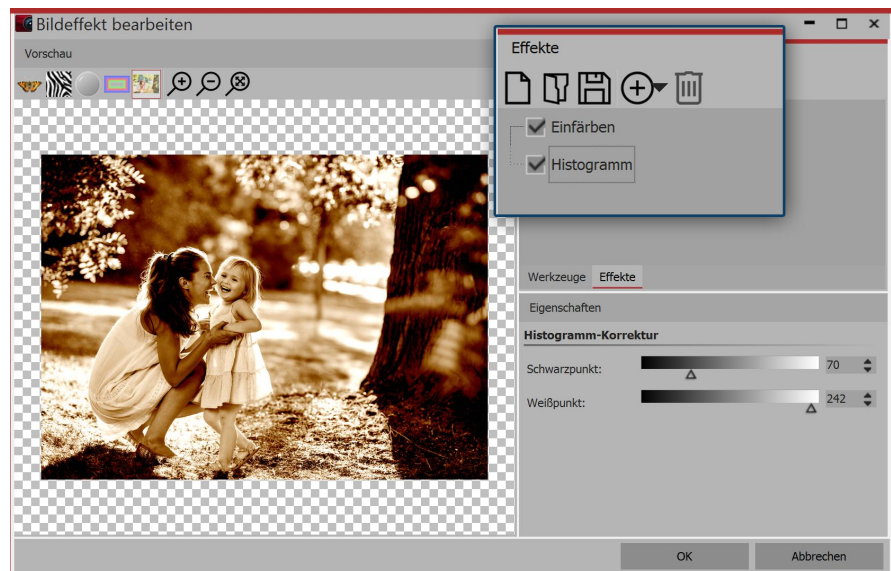 Bildeffekt bearbeiten
Vorschau
Effekte
Einfärben
Histogramm
Werkzeuge Effekte
Eigenschaften
Histogramm-Korrektur
Schwarzpunkt: 70
Weißpunkt: 242
OK Abbrechen